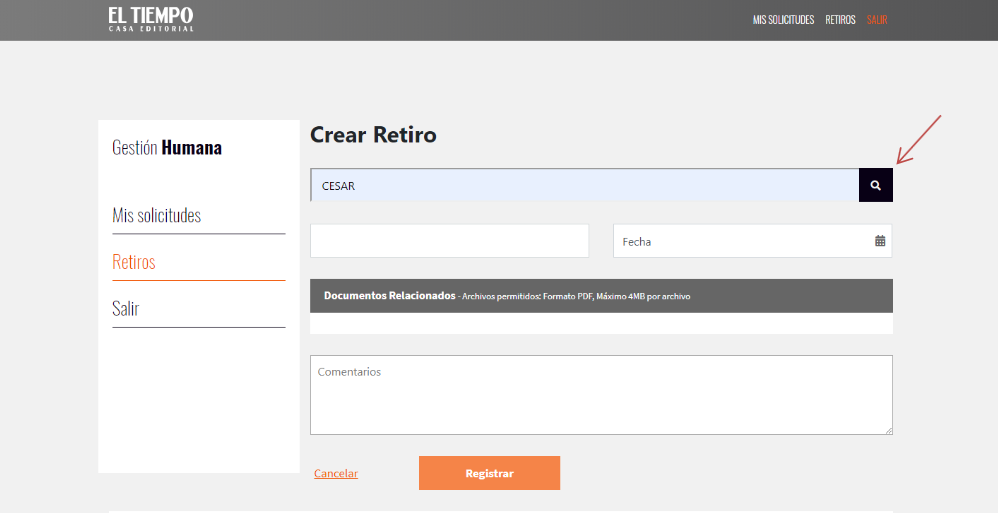 EL TIEMPO
CASA EDITORIAL
MIS SOLICITUDES RETIROS SALIR
Gestión Humana
Mis solicitudes
Retiros
Salir
Crear Retiro
CESAR
Fecha
Documentos Relacionados - Archivos permitidos: Formato PDF, Máximo 4MB por archivo
Comentarios
Cancelar
Registrar